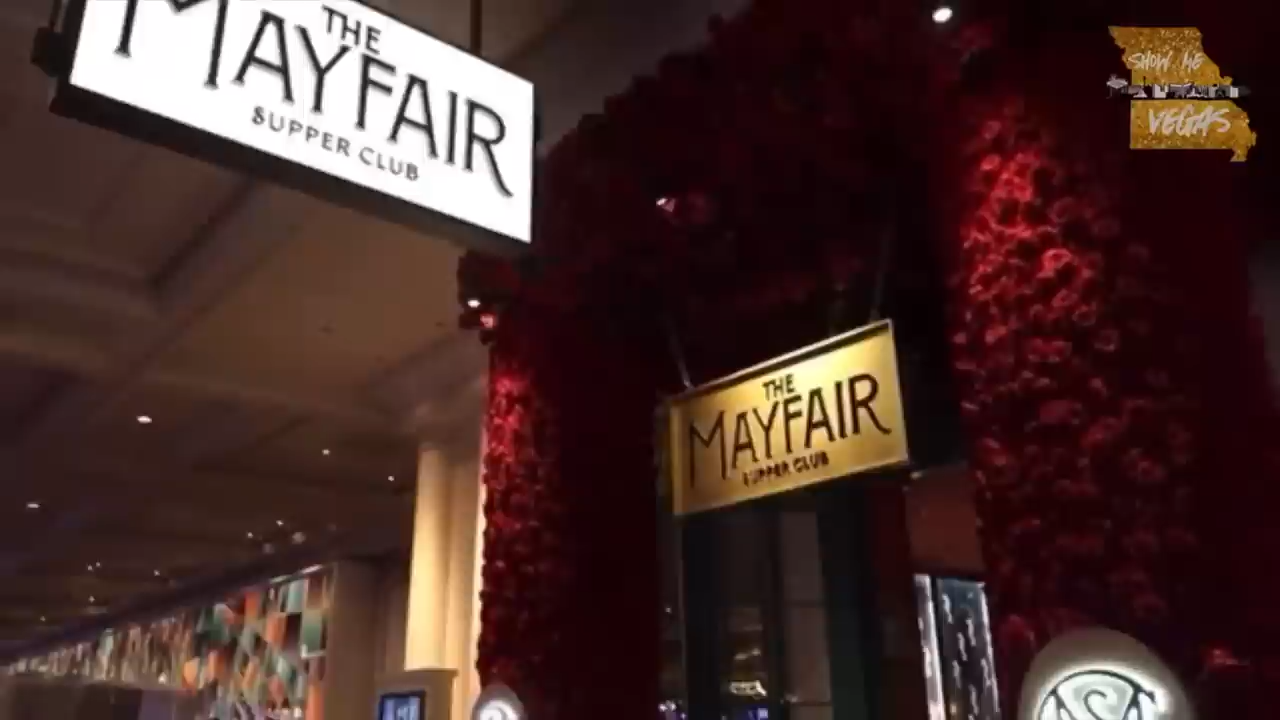 THE
MAYFAIR
SUPPER CLUB
THE
MAYFAIR
SUPPER CLUB
SHOW ME
VEGAS